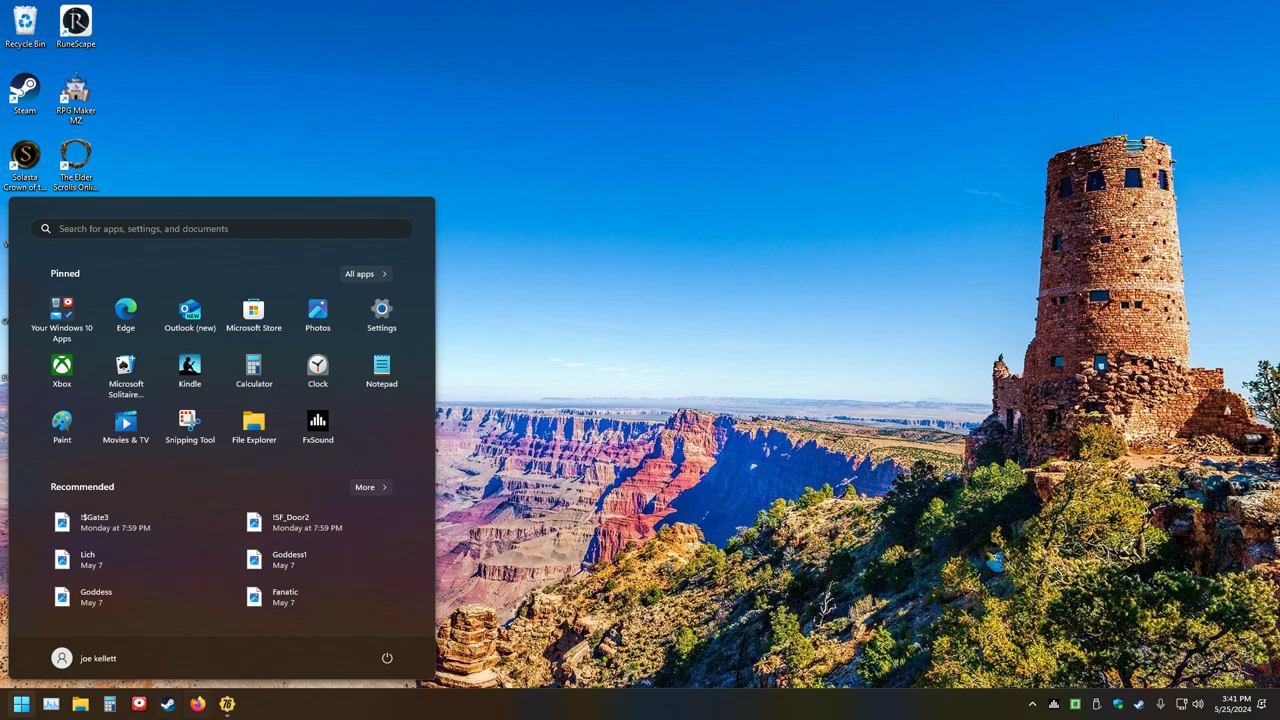 Recycle Bin
RuneScape
Steam
RPG Maker
MZ
Solasta
Crown of t...
The Elder
Scrolls Onli...
Search for apps, settings, and documents
Pinned
All apps
Your Windows 10
Apps
Edge
NEW
Outlook (new)
Microsoft Store
Photos
Settings
Xbox
Microsoft
Solitaire...
Kindle
Calculator
Clock
Notepad
Paint
Movies & TV
Snipping Tool
File Explorer
FxSound
Recommended
More
!$Gate3
Monday at 7:59 PM
!SF_Door2
Monday at 7:59 PM
Lich
May 7
Goddess1
May 7
Goddess
May 7
Fanatic
May 7
joe kellett
76
3:41 PM
5/25/2024